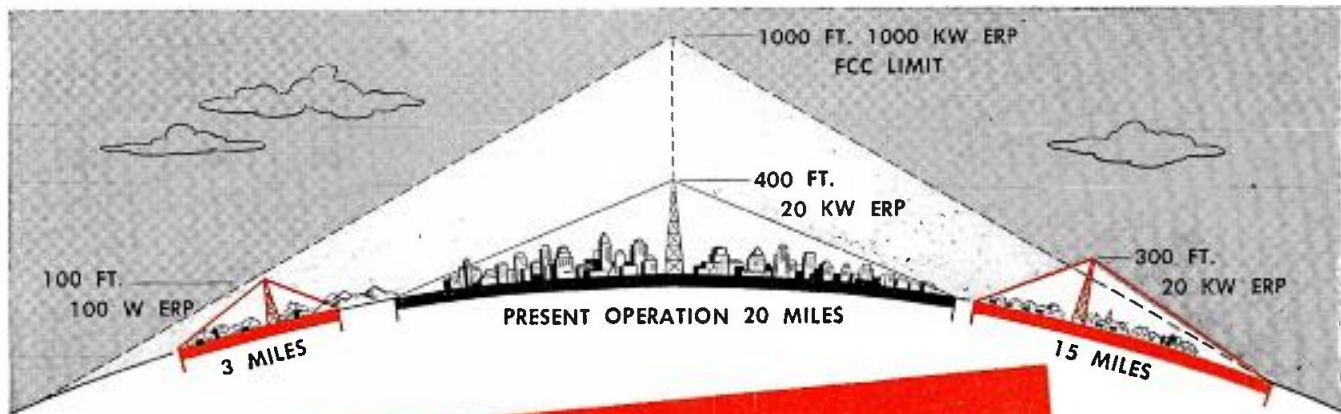 1000 FT. 1000 KW ERP
FCC LIMIT
400 FT.
20 KW ERP
100 FT.
100 W ERP
300 FT.
20 KW ERP
PRESENT OPERATION 20 MILES
3 MILES
15 MILES